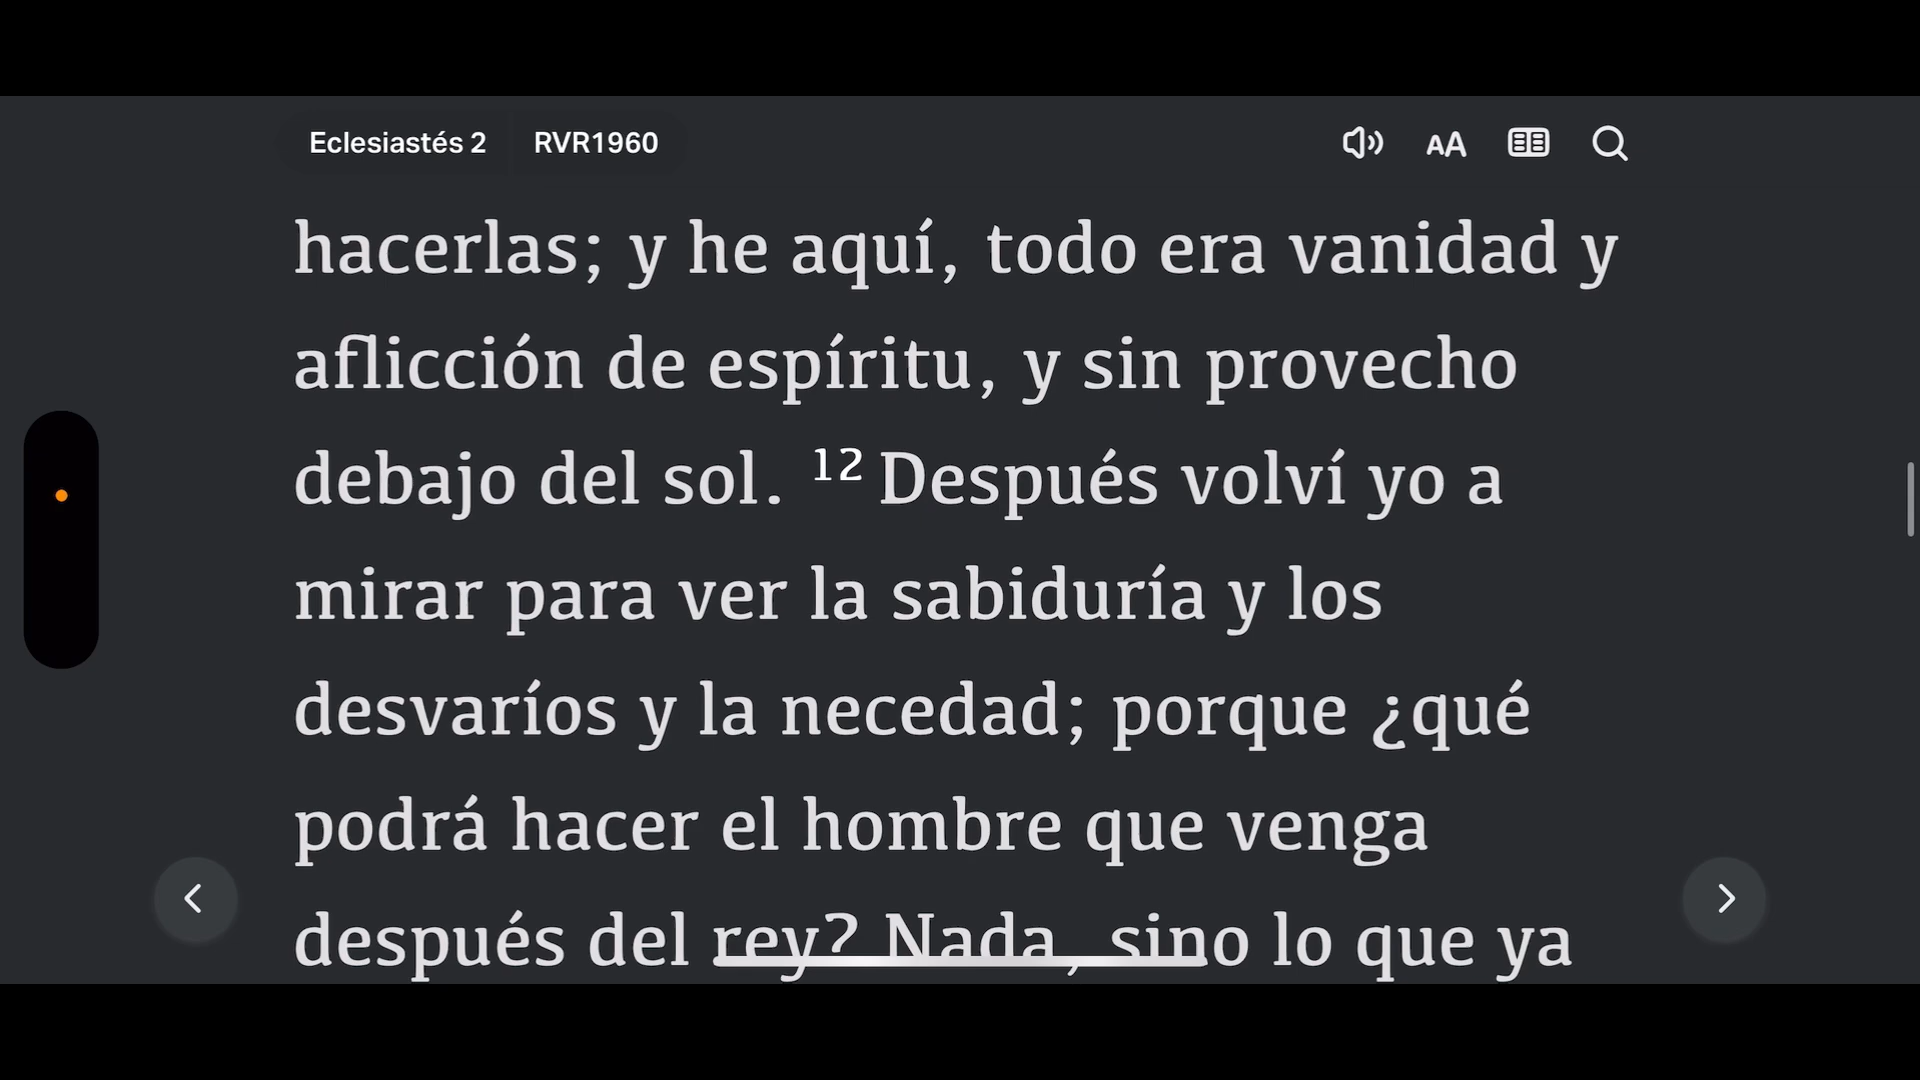 Eclesiastés 2 RVR1960 AA
hacerlas; y he aquí, todo era vanidad y
aflicción de espíritu, y sin provecho
debajo del sol. 12 Después volví yo a
mirar para ver la sabiduría y los
desvaríos y la necedad; porque ¿qué
podrá hacer el hombre que venga
después del rey? Nada, sino lo que ya